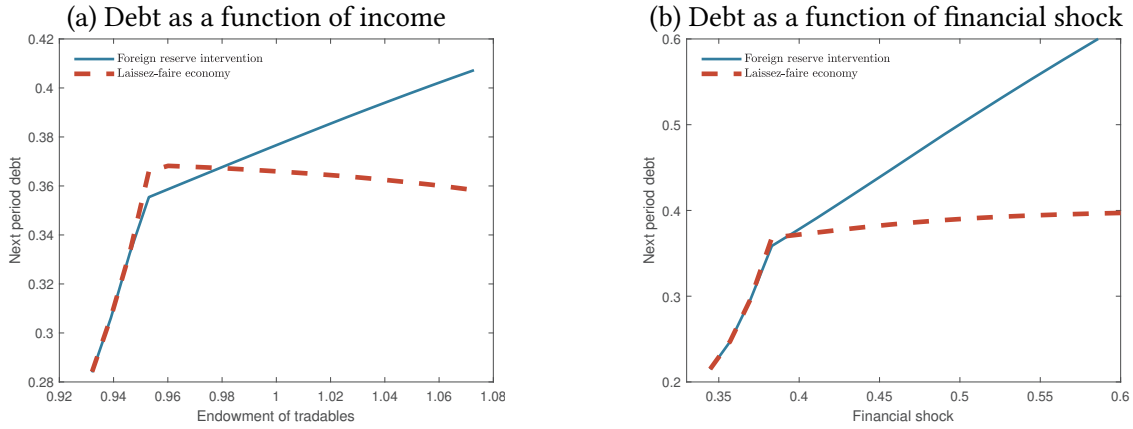 (a) Debt as a function of income
0.42
0.4
0.38
0.36
0.34
0.32
0.3
0.28
0.92
0.94
0.96
0.98
1
1.02
1.04
1.06
1.08
Next period debt
Endowment of tradables
Foreign reserve intervention
Laissez-faire economy
(b) Debt as a function of financial shock
0.6
0.5
0.4
0.3
0.2
0.35
0.4
0.45
0.5
0.55
0.6
Next period debt
Financial shock
Foreign reserve intervention
Laissez-faire economy